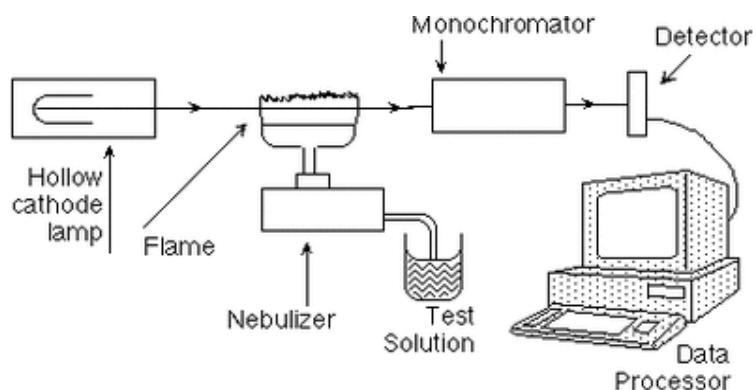 Monochromator
Detector
Hollow
cathode
lamp
Flame
Nebulizer
Test
Solution
Data
Processor